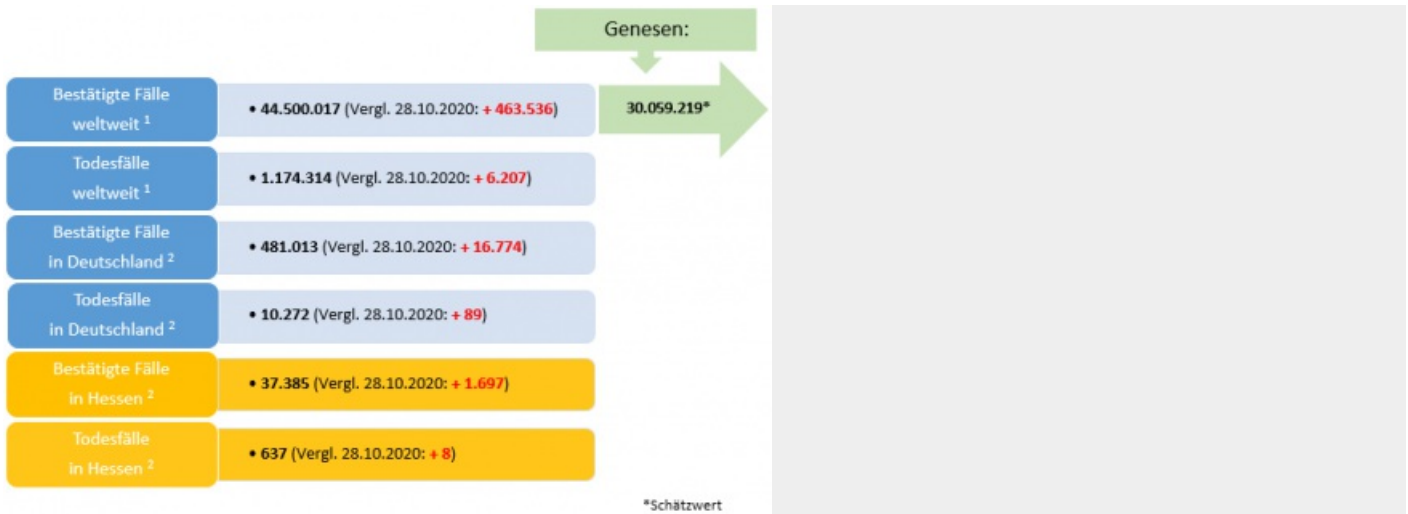 Genesen:
Bestätigte Fälle
weltweit ¹
• 44.500.017 (Vergl. 28.10.2020: + 463.536)
30.059.219*
Todesfälle
weltweit ¹
• 1.174.314 (Vergl. 28.10.2020: + 6.207)
Bestätigte Fälle
in Deutschland ²
• 481.013 (Vergl. 28.10.2020: + 16.774)
Todesfälle
in Deutschland ²
• 10.272 (Vergl. 28.10.2020: + 89)
Bestätigte Fälle
in Hessen ²
• 37.385 (Vergl. 28.10.2020: + 1.697)
Todesfälle
in Hessen ²
• 637 (Vergl. 28.10.2020: + 8)
*Schätzwert